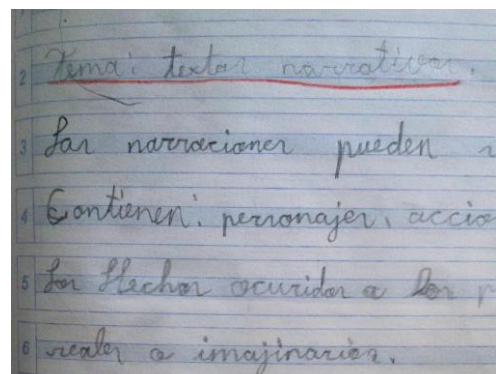 2 Tema: textos narrativos.
3 Las narraciones pueden
4 Contienen: personajes, accio
5 Los Hechos ocuridos a los
6 reales o imajinarios.